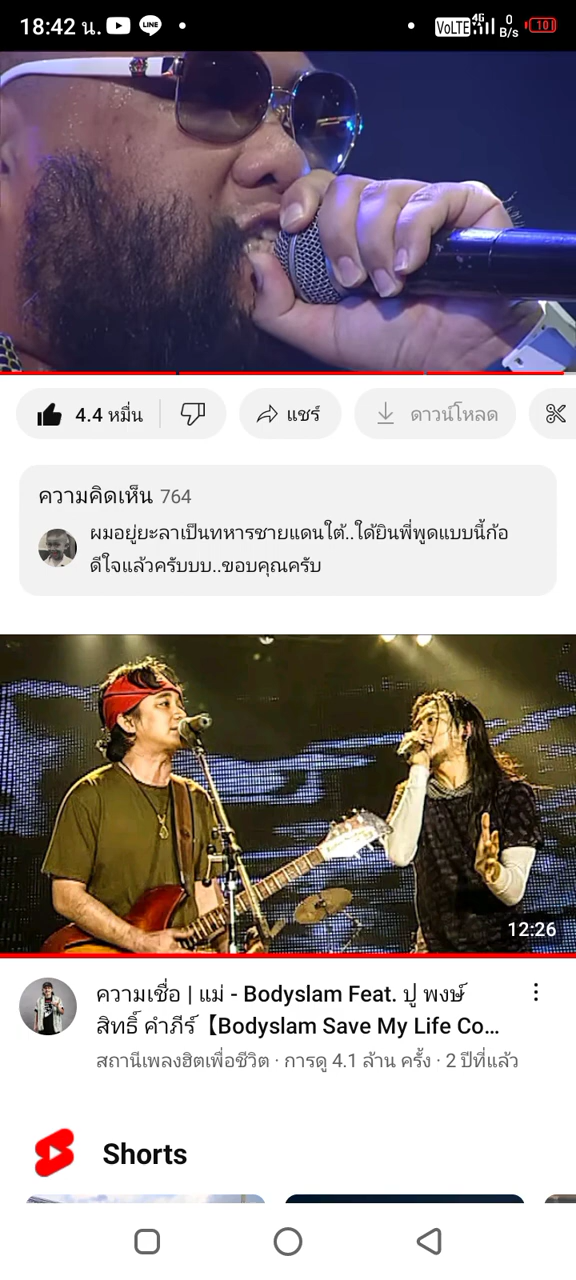 18:42 น.
LINE
VoLTE 4G 0 B/s 10
4.4 หมื่น
แชร์
ดาวน์โหลด
ความคิดเห็น 764
ผมอยู่ยะลาเป็นทหารชายแดนใต้..ใด้ยินพี่พูดแบบนี้ก้อ
ดีใจแล้วครับบบ..ขอบคุณครับ
12:26
ความเชื่อ | แม่ - Bodyslam Feat. ปู พงษ์
สิทธิ์ คำภีร์【Bodyslam Save My Life Co...
สถานีเพลงฮิตเพื่อชีวิต · การดู 4.1 ล้าน ครั้ง · 2 ปีที่แล้ว
Shorts